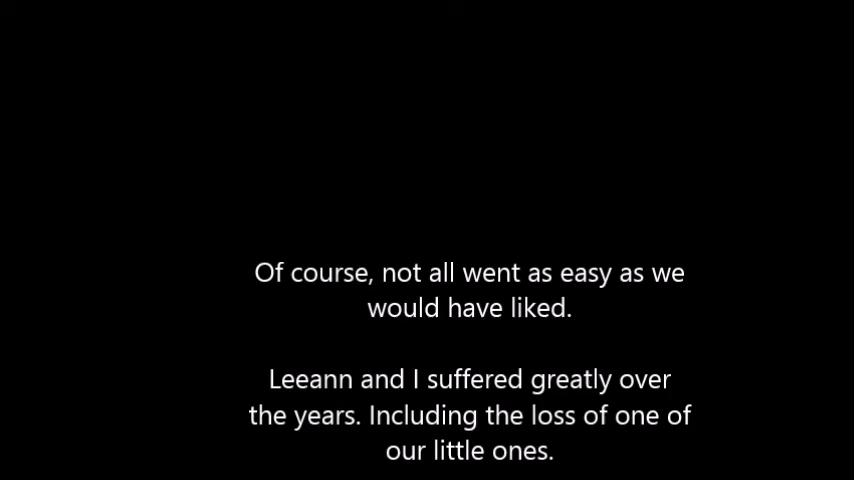 Of course, not all went as easy as we
would have liked.
Leeann and I suffered greatly over
the years. Including the loss of one of
our little ones.